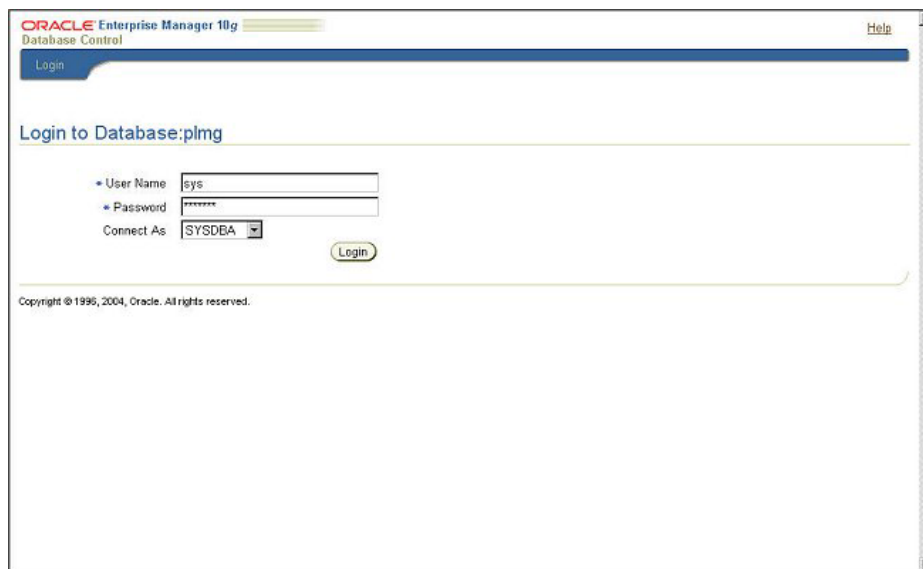 ORACLE Enterprise Manager 10g
Database Control
Help
Login
Login to Database:plmg
* User Name sys
* Password *******
Connect As SYSDBA
Login
Copyright © 1996, 2004, Oracle. All rights reserved.